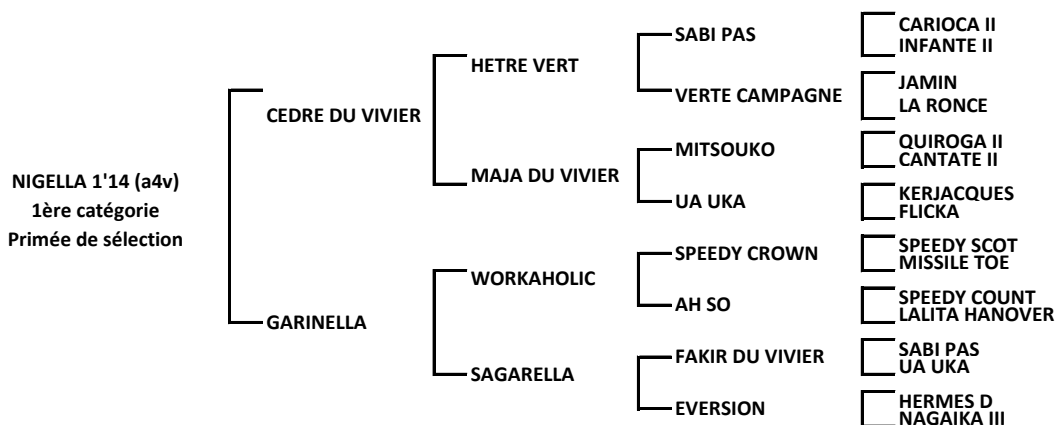 NIGELLA 1'14 (a4v)
1ère catégorie
Primée de sélection
CEDRE DU VIVIER
GARINELLA
HETRE VERT
MAJA DU VIVIER
WORKAHOLIC
SAGARELLA
SABI PAS
VERTE CAMPAGNE
MITSOUKO
UA UKA
SPEEDY CROWN
AH SO
FAKIR DU VIVIER
EVERSION
CARIOCA II
INFANTE II
JAMIN
LA RONCE
QUIROGA II
CANTATE II
KERJACQUES
FLICKA
SPEEDY SCOT
MISSILE TOE
SPEEDY COUNT
LALITA HANOVER
SABI PAS
UA UKA
HERMES D
NAGAIKA III